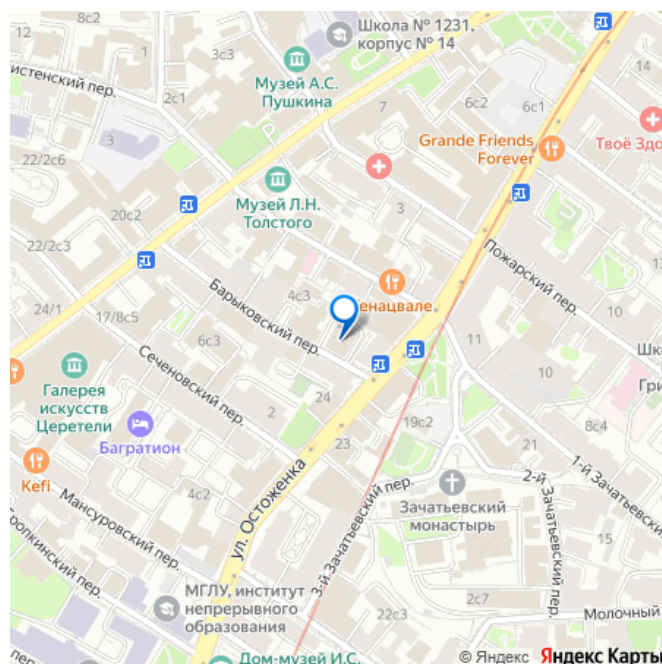 8с2
Школа № 1231,
корпус № 14
1
3с3
14
Музей А.С.
Пушкина
2с1
7
6с2
6с1
Твоё Здо
Grande Friends
Forever
3
22/2с6
Музей Л.Н.
Толстого
20с2
3
22/2с3
Пожарский пер.
4с3
енацвале
Барыковский пер.
24/1
17/8с5
6с3
11
Шк
Гри
10
10
Галерея
искусств
Церетели
Сеченовский пер.
2
24
19с2
8с4
Багратион
23
21
Kefi
ул. Остоженка
4с2
3-й Зачатьевский пер.
2-й Зачатьевский пер.
1-й Зачатьевский
Зачатьевский
монастырь
Мансуровский пер.
15
опкинский пер.
МГЛУ, институт
непрерывного
образования
2с7
22с3
Молочный
пер.
Дом-музей И.С.
© Яндекс Яндекс Карты